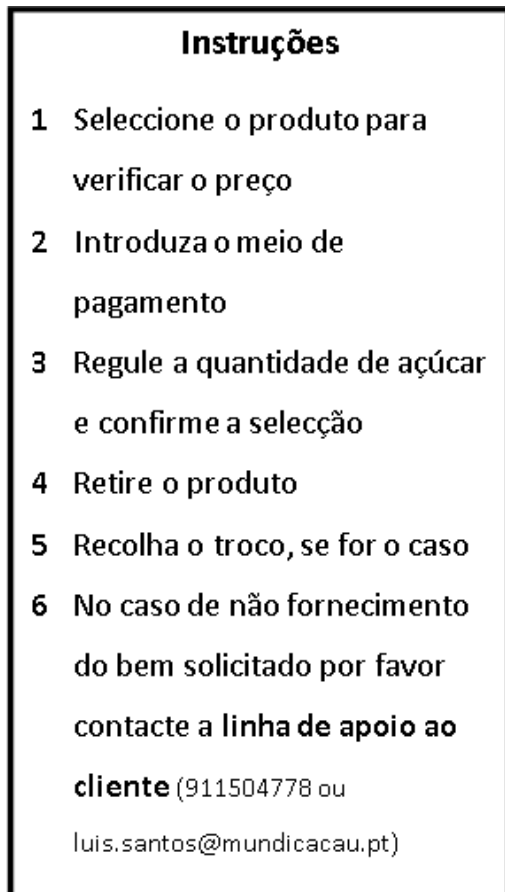 Instruções
1 Seleccione o produto para
verificar o preço
2 Introduza o meio de
pagamento
3 Regule a quantidade de açúcar
e confirme a selecção
4 Retire o produto
5 Recolha o troco, se for o caso
6 No caso de não fornecimento
do bem solicitado por favor
contacte a linha de apoio ao
cliente (911504778 ou
luis.santos@mundicacau.pt)